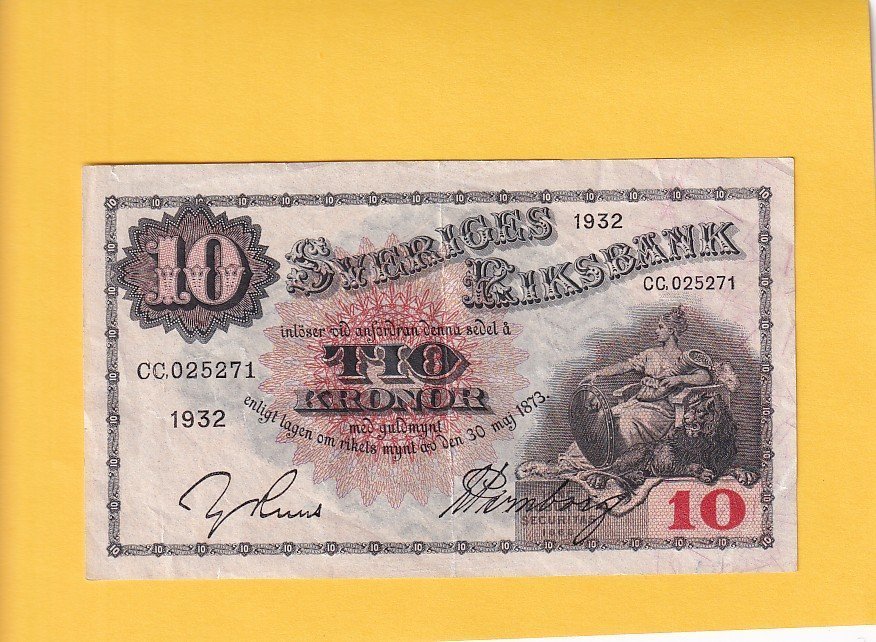 10
SVERIGES 1932
RIKSBANK
CC.025271
inlöser vid anfordran denna sedel å
TIO
KRONOR
CC.025271
1932
med guldmynt
enligt lagen om rikets mynt av den 30 maj 1873.
SECURITAS
10